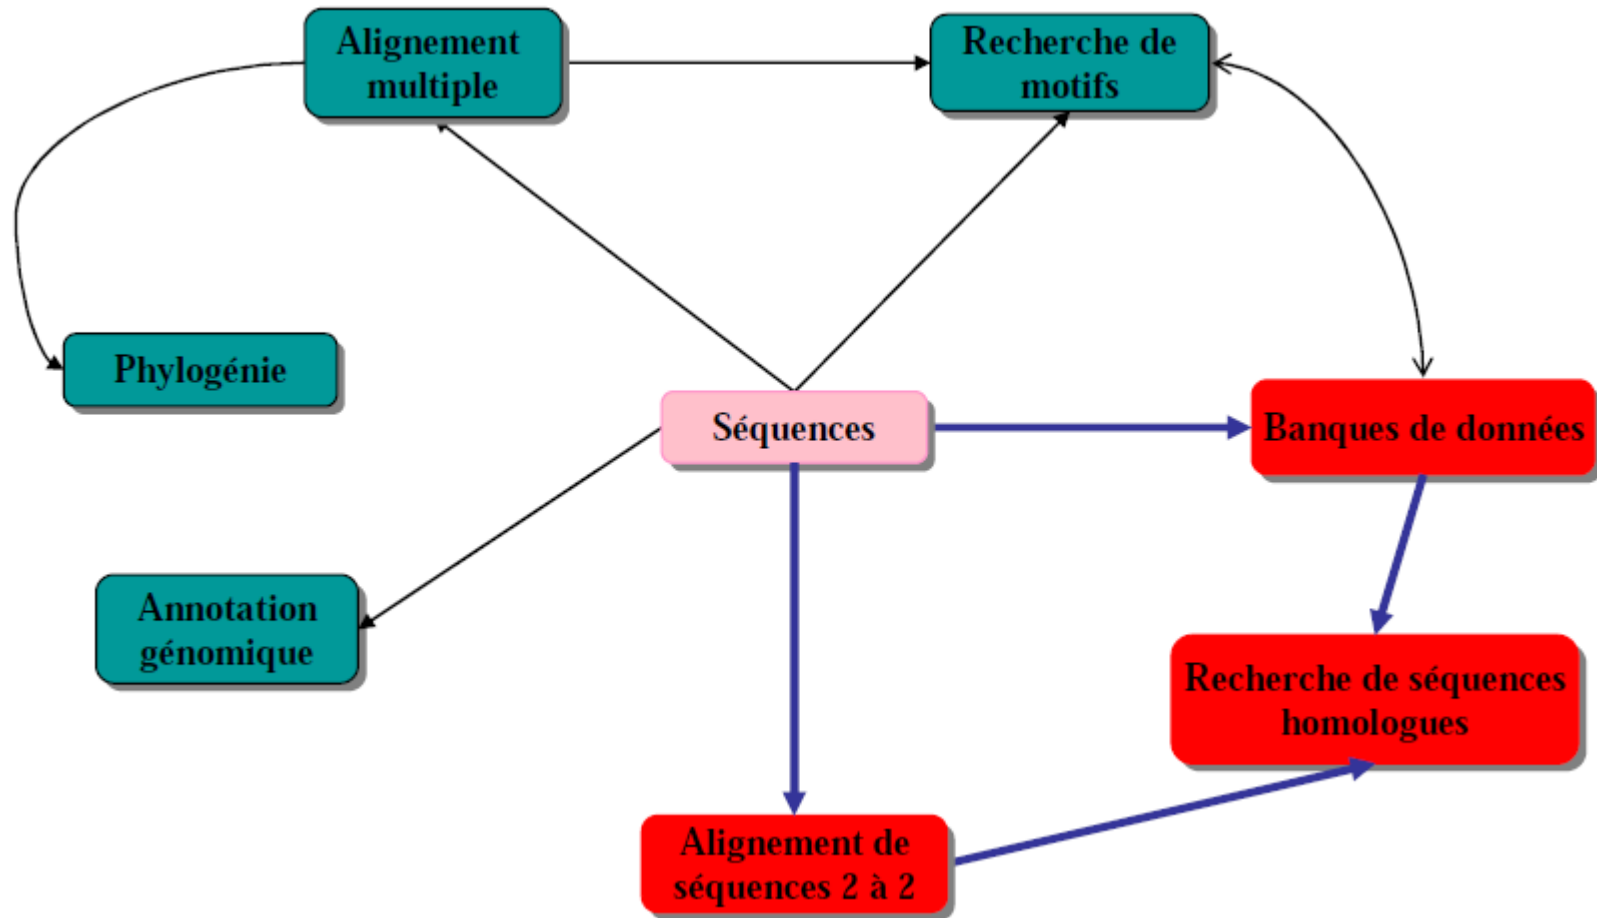 Alignement
multiple
Recherche de
motifs
Phylogénie
Séquences
Banques de données
Annotation
génomique
Recherche de séquences
homologues
Alignement de
séquences 2 à 2